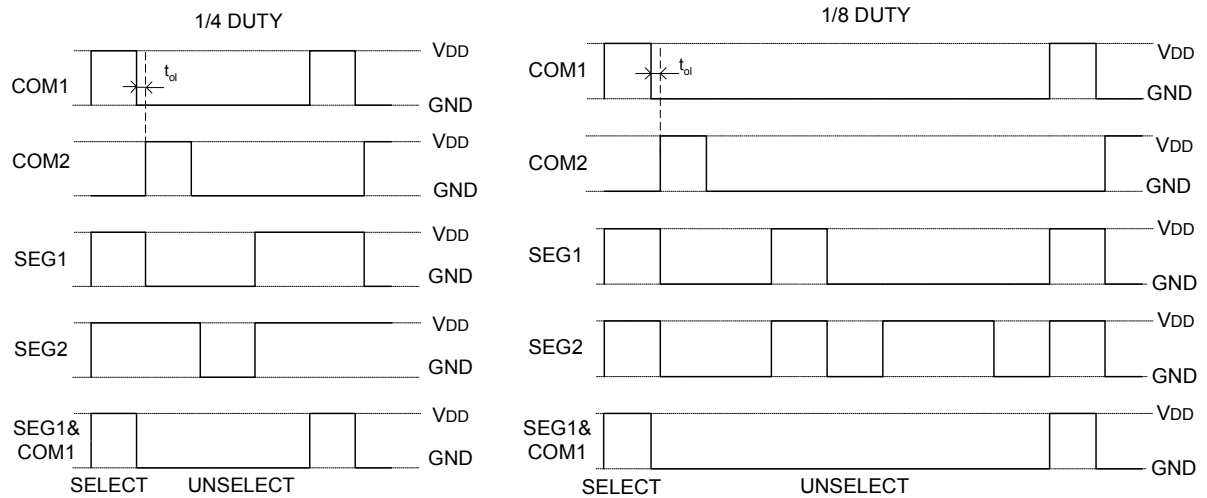 1/4 DUTY
COM1
t_ol
VDD
GND
COM2
VDD
GND
SEG1
VDD
GND
SEG2
VDD
GND
SEG1&
COM1
VDD
GND
SELECT UNSELECT
1/8 DUTY
COM1
t_ol
VDD
GND
COM2
VDD
GND
SEG1
VDD
GND
SEG2
VDD
GND
SEG1&
COM1
VDD
GND
SELECT UNSELECT